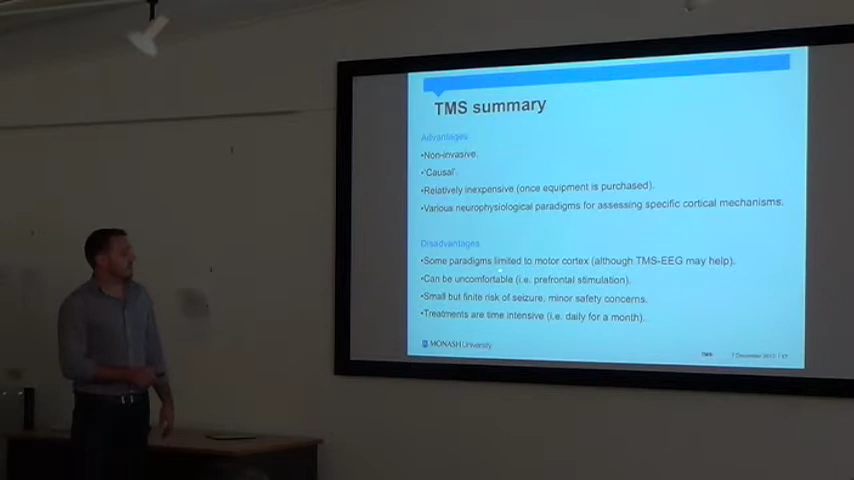 TMS summary
Advantages
•Non-invasive.
•'Causal'.
•Relatively inexpensive (once equipment is purchased).
•Various neurophysiological paradigms for assessing specific cortical mechanisms.
Disadvantages
•Some paradigms limited to motor cortex (although TMS-EEG may help).
•Can be uncomfortable (i.e. prefrontal stimulation).
•Small but finite risk of seizure, minor safety concerns.
•Treatments are time intensive (i.e. daily for a month).
MONASH University
TMS